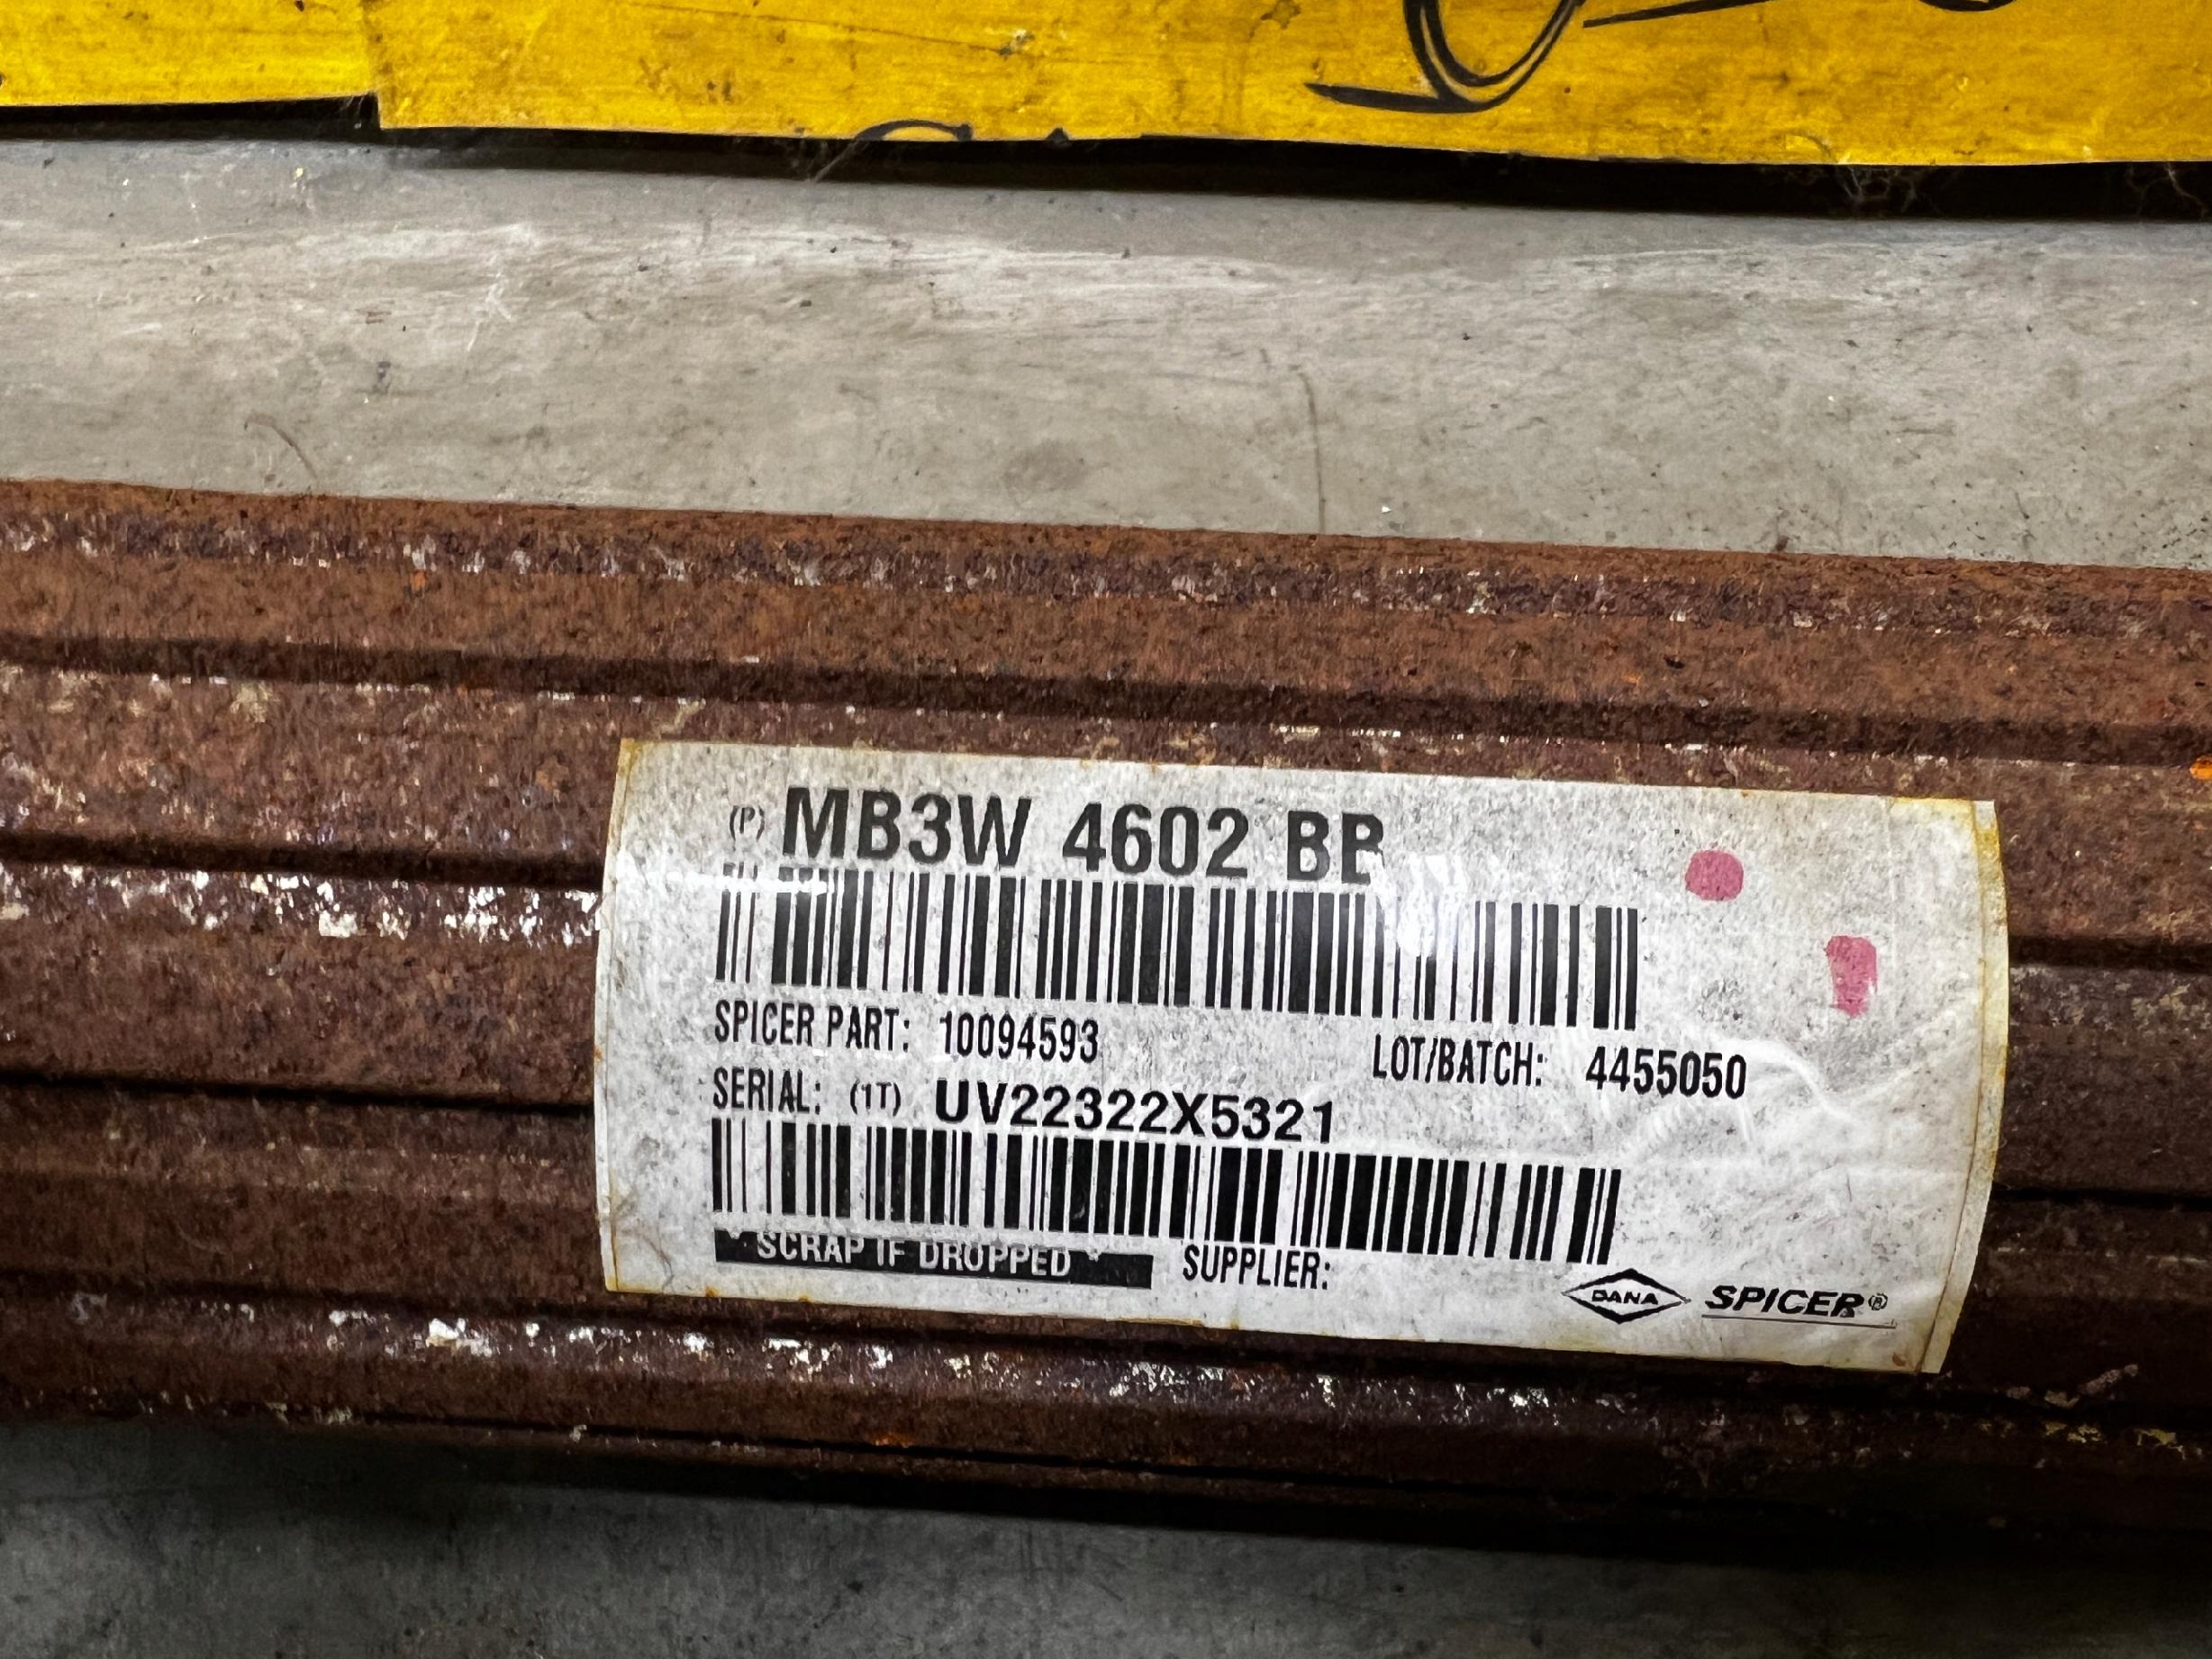 (P) MB3W 4602 BB
SPICER PART: 10094593
LOT/BATCH: 4455050
SERIAL: (1T) UV22322X5321
* SCRAP IF DROPPED *
SUPPLIER:
DANA SPICER®